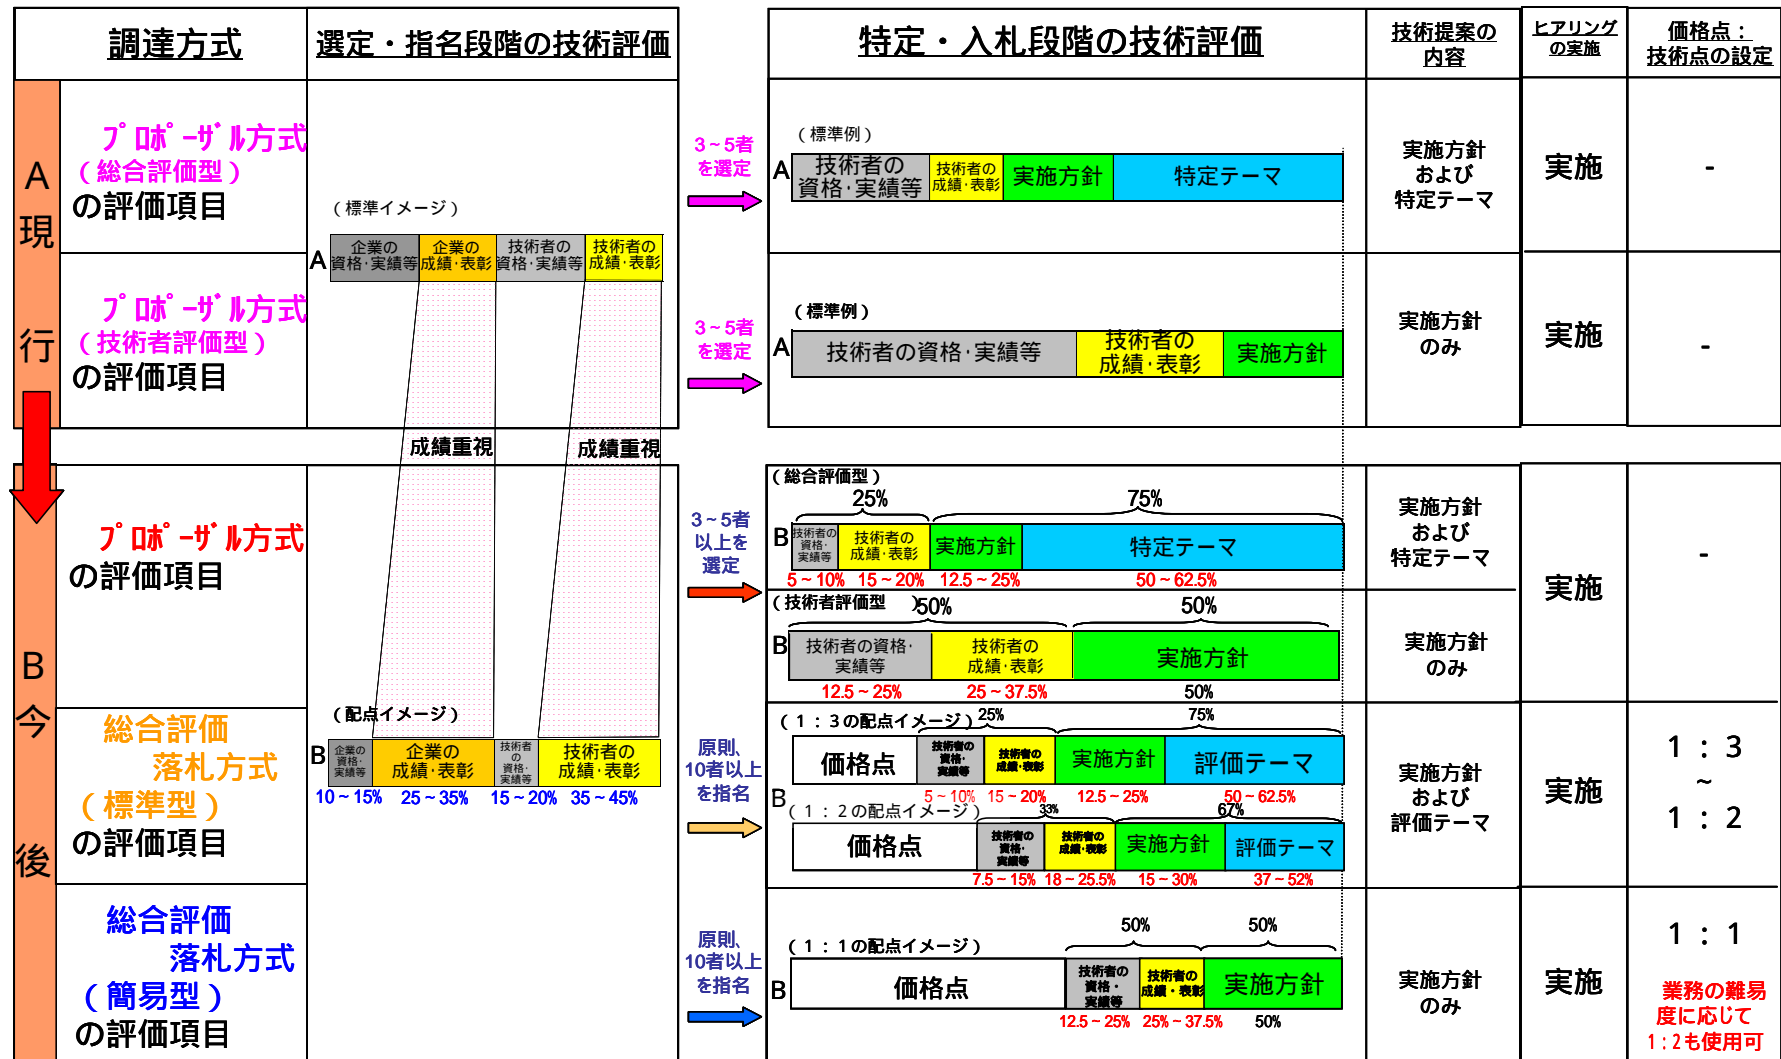 調達方式
選定・指名段階の技術評価
特定・入札段階の技術評価
技術提案の
内容
ヒアリング
の実施
価格点：
技術点の設定
A
現
行
プロポーザル方式
（総合評価型）
の評価項目
プロポーザル方式
（技術者評価型）
の評価項目
（標準イメージ）
A
企業の
資格・実績等
企業の
成績・表彰
技術者の
資格・実績等
技術者の
成績・表彰
3～5者
を選定
（標準例）
A
技術者の
資格・実績等
技術者の
成績・表彰
実施方針
特定テーマ
実施方針
および
特定テーマ
実施
-
3～5者
を選定
（標準例）
A
技術者の資格・実績等
技術者の
成績・表彰
実施方針
実施方針
のみ
実施
-
成績重視
成績重視
B
今
後
プロポーザル方式
の評価項目
総合評価
落札方式
（標準型）
の評価項目
総合評価
落札方式
（簡易型）
の評価項目
（配点イメージ）
B
企業の
資格・
実績等
企業の
成績・表彰
技術者
の
資格・
実績等
技術者の
成績・表彰
10～15%
25～35%
15～20%
35～45%
3～5者
以上を
選定
（総合評価型）
25%
75%
B
技術者の
資格・
実績等
技術者の
成績・表彰
実施方針
特定テーマ
5～10%
15～20%
12.5～25%
50～62.5%
実施方針
および
特定テーマ
実施
-
（技術者評価型　）
50%
50%
B
技術者の資格・
実績等
技術者の
成績・表彰
実施方針
12.5～25%
25～37.5%
50%
実施方針
のみ
原則、
10者以上
を指名
（１：３の配点イメージ）
25%
75%
価格点
技術者の
資格・
実績等
技術者の
成績・表彰
実施方針
評価テーマ
5～10%
15～20%
12.5～25%
50～62.5%
B
（１：２の配点イメージ）
33%
67%
価格点
技術者の
資格・
実績等
技術者の
成績・表彰
実施方針
評価テーマ
7.5～15%
18～25.5%
15～30%
37～52%
実施方針
および
評価テーマ
実施
１：３
～
１：２
原則、
10者以上
を指名
（１：１の配点イメージ）
50%
50%
B
価格点
技術者の
資格・
実績等
技術者の
成績・表彰
実施方針
12.5～25%
25%～37.5%
50%
実施方針
のみ
実施
１：１
業務の難易
度に応じて
1:2も使用可